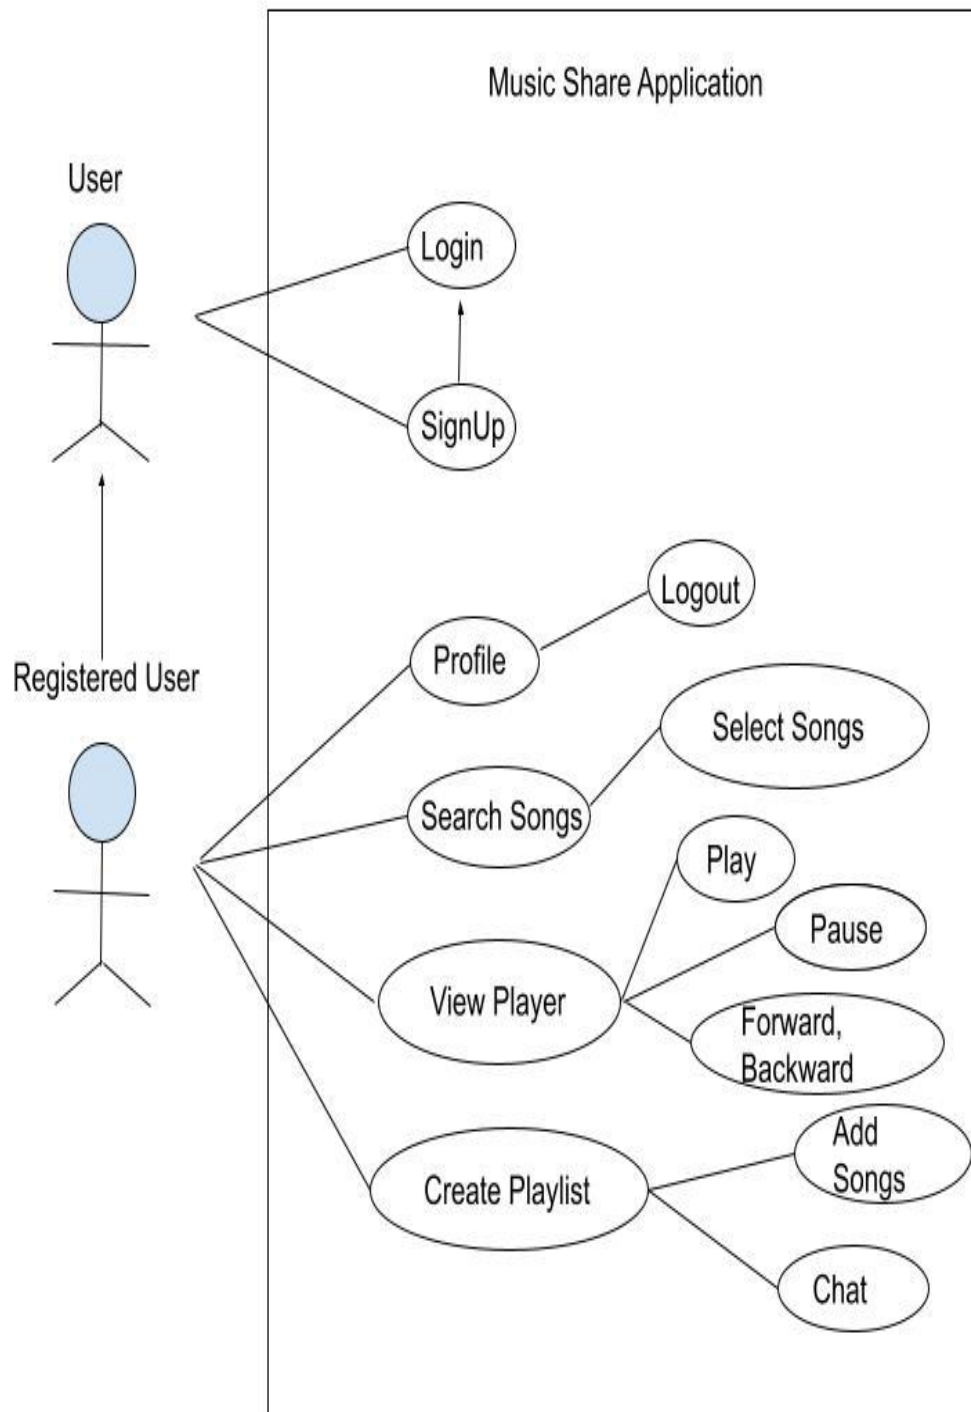 Music Share Application
User
Login
SignUp
Registered User
Logout
Profile
Select Songs
Search Songs
Play
Pause
View Player
Forward,
Backward
Add
Songs
Create Playlist
Chat